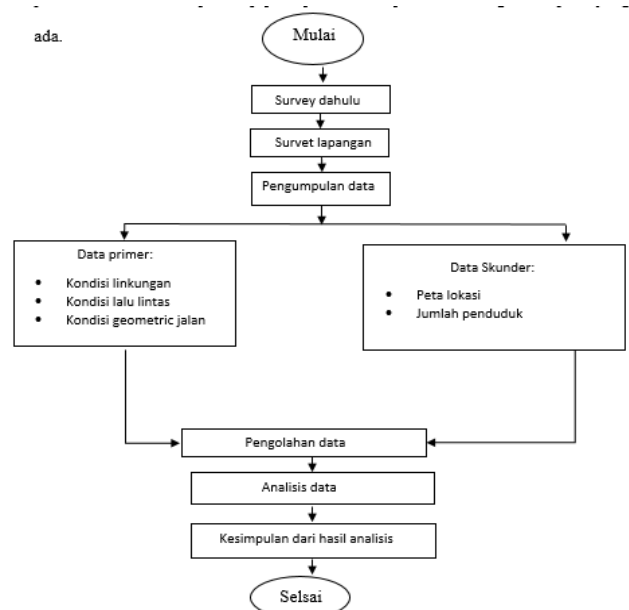 ada.
Mulai
Survey dahulu
Survet lapangan
Pengumpulan data
Data primer:
• Kondisi linkungan
• Kondisi lalu lintas
• Kondisi geometric jalan
Data Skunder:
• Peta lokasi
• Jumlah penduduk
Pengolahan data
Analisis data
Kesimpulan dari hasil analisis
Selsai